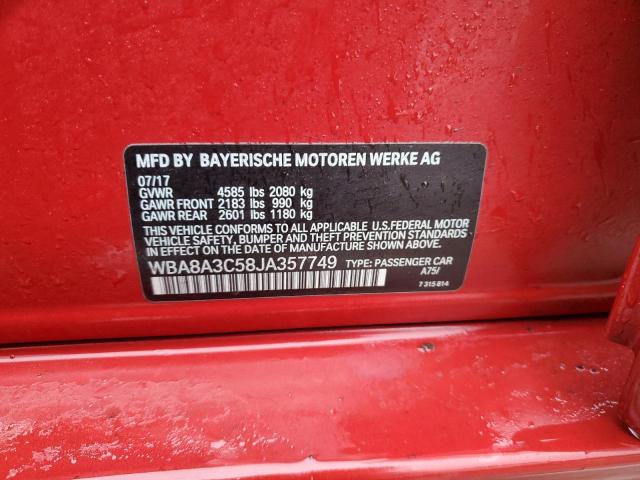 MFD BY BAYERISCHE MOTOREN WERKE AG
07/17
GVWR 4585 lbs 2080 kg
GAWR FRONT 2183 lbs 990 kg
GAWR REAR 2601 lbs 1180 kg
THIS VEHICLE CONFORMS TO ALL APPLICABLE U.S.FEDERAL MOTOR
VEHICLE SAFETY, BUMPER,AND THEFT PREVENTION STANDARDS
IN EFFECT ON THE DATE OF MANUFACTURE SHOWN ABOVE.
WBA8A3C58JA357749 TYPE: PASSENGER CAR
A75/
7 315 814